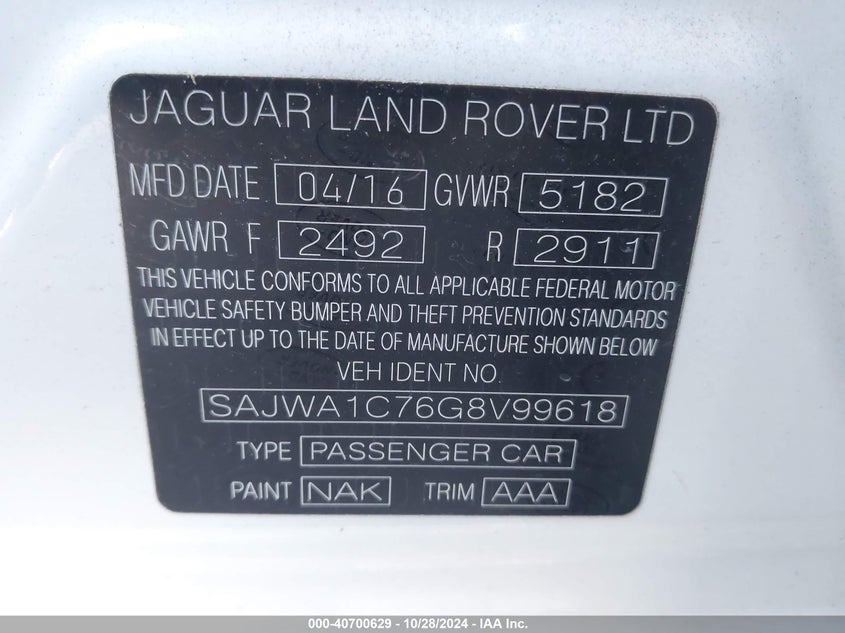 JAGUAR LAND ROVER LTD
MFD DATE 04/16 GVWR 5182
GAWR F 2492 R 2911
THIS VEHICLE CONFORMS TO ALL APPLICABLE FEDERAL MOTOR
VEHICLE SAFETY BUMPER AND THEFT PREVENTION STANDARDS
IN EFFECT UP TO THE DATE OF MANUFACTURE SHOWN BELOW
VEH IDENT NO.
SAJWA1C76G8V99618
TYPE PASSENGER CAR
PAINT NAK TRIM AAA
000-40700629 - 10/28/2024 - IAA Inc.